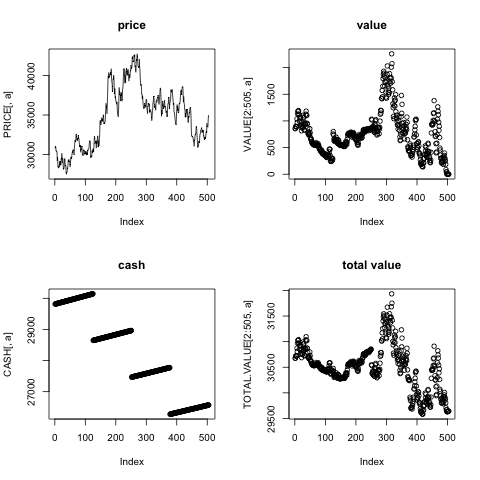 price
PRICE[, a]
30000 35000 40000
0 100 200 300 400 500
Index
value
VALUE[2:505, a]
0 500 1500
0 100 200 300 400 500
Index
cash
CASH[, a]
27000 29000
0 100 200 300 400 500
Index
total value
TOTAL.VALUE[2:505, a]
29500 30500 31500
0 100 200 300 400 500
Index